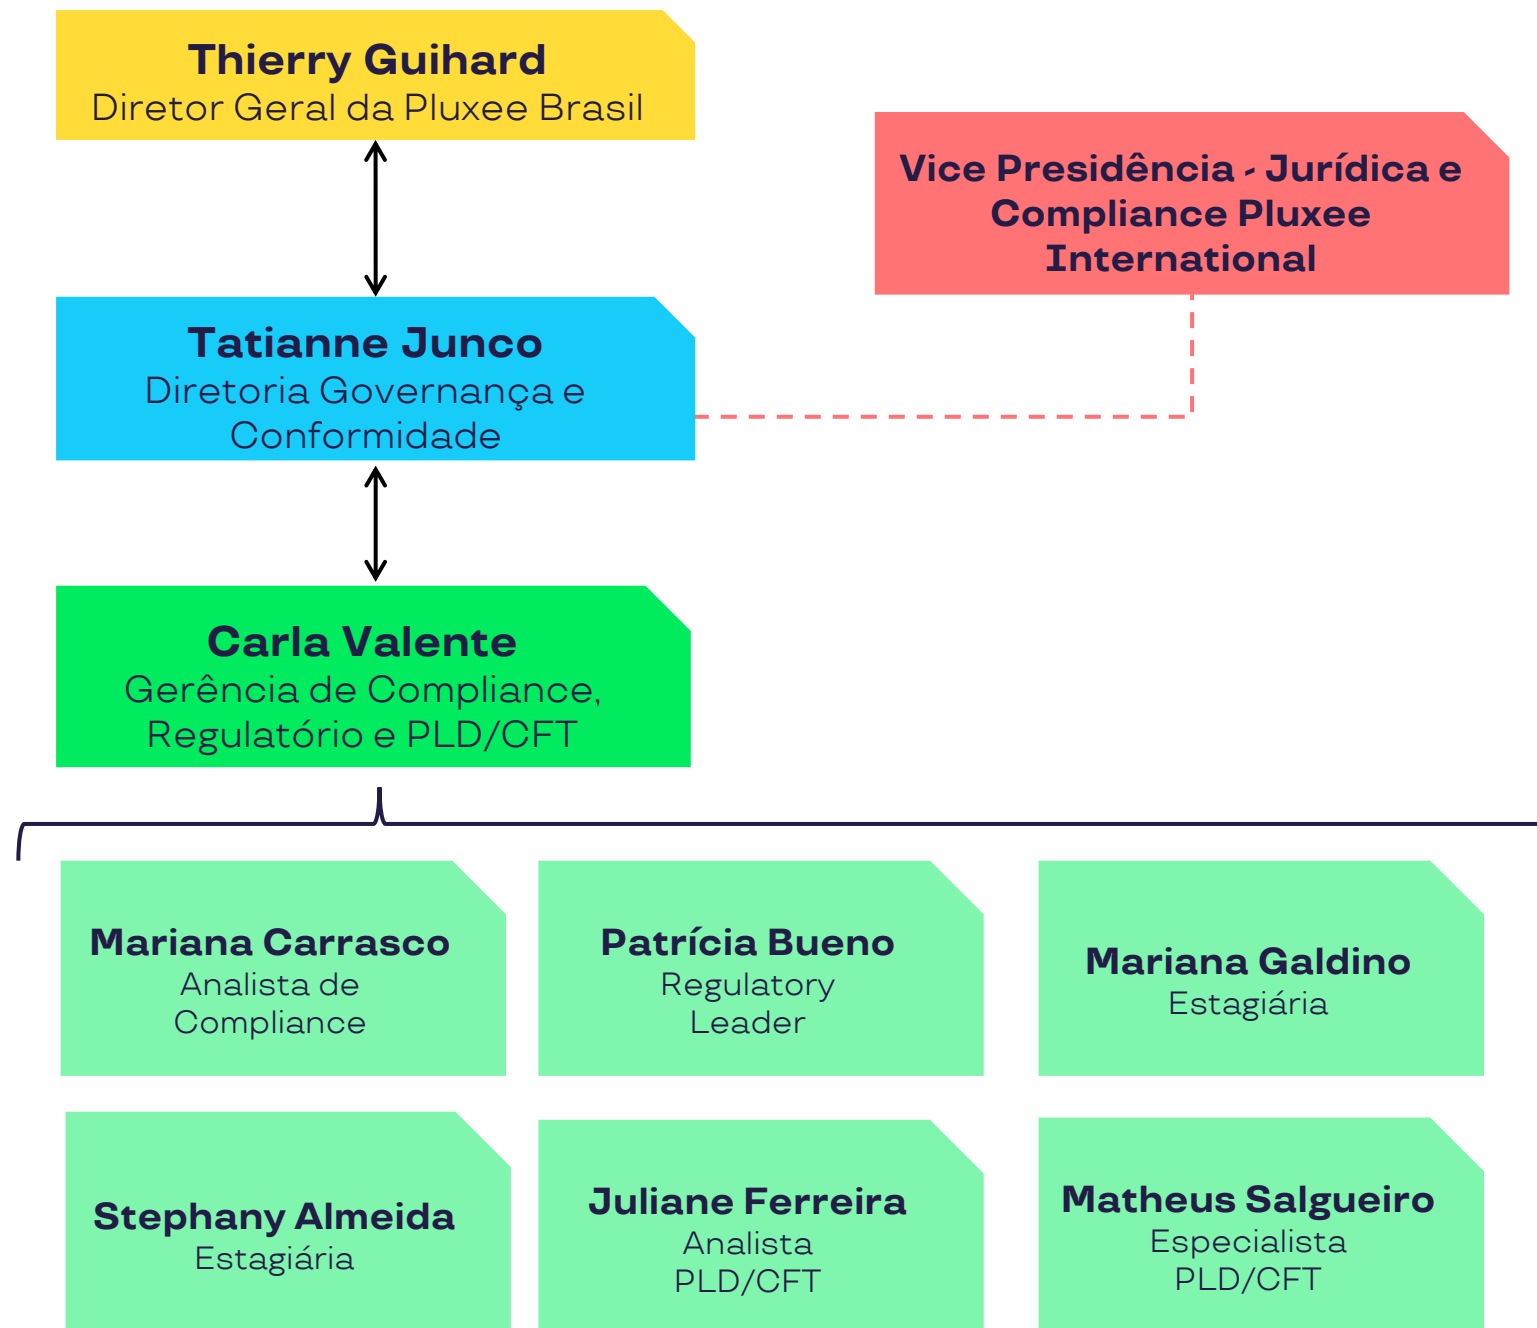 Thierry Guihard
Diretor Geral da Pluxee Brasil
Vice Presidência - Jurídica e
Compliance Pluxee
International
Tatianne Junco
Diretoria Governança e
Conformidade
Carla Valente
Gerência de Compliance,
Regulatório e PLD/CFT
Mariana Carrasco
Analista de
Compliance
Patrícia Bueno
Regulatory
Leader
Mariana Galdino
Estagiária
Stephany Almeida
Estagiária
Juliane Ferreira
Analista
PLD/CFT
Matheus Salgueiro
Especialista
PLD/CFT